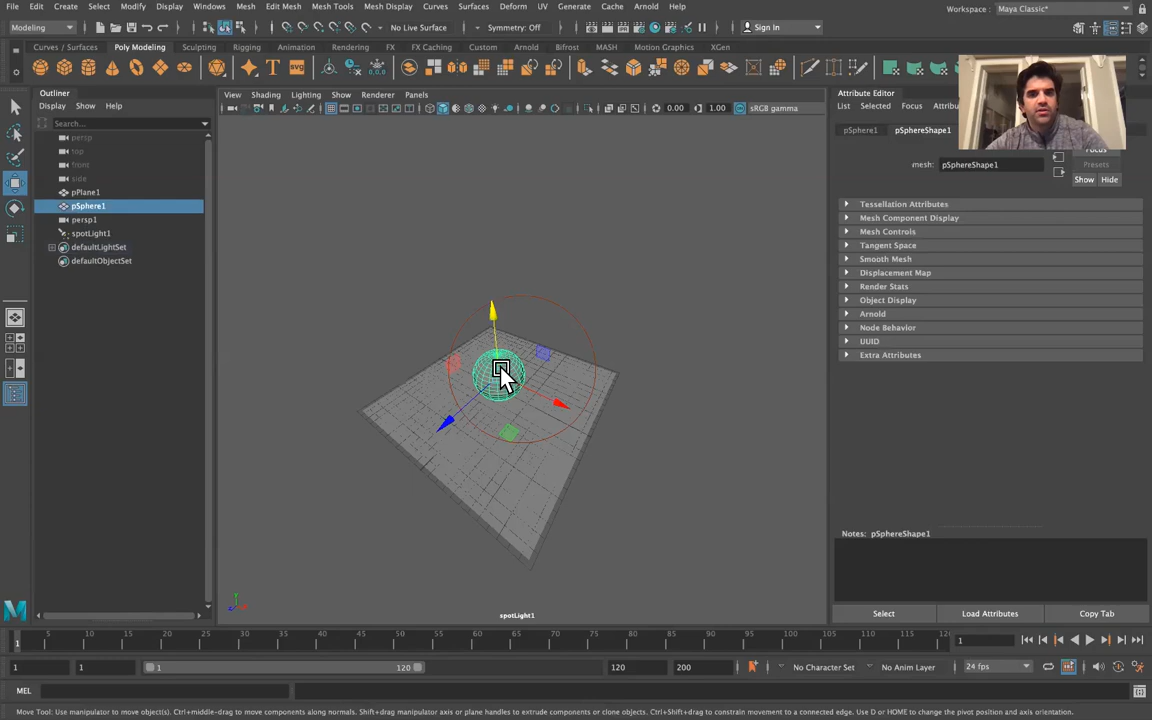 File Edit Create Select Modify Display Windows Mesh Edit Mesh Mesh Tools Mesh Display Curves Surfaces Deform UV Generate Cache Arnold Help
Workspace : Maya Classic*
Modeling No Live Surface Symmetry: Off Sign In
Curves / Surfaces Poly Modeling Sculpting Rigging Animation Rendering FX FX Caching Custom Arnold Bifrost MASH Motion Graphics XGen
SVG
Outliner
Display Show Help
Search...
persp
top
front
side
pPlane1
pSphere1
persp1
spotLight1
defaultLightSet
defaultObjectSet
View Shading Lighting Show Renderer Panels
0.00 1.00 sRGB gamma
spotLight1
Attribute Editor
List Selected Focus
pSphere1 pSphereShape1
Focus
mesh: pSphereShape1
Presets
Show Hide
Tessellation Attributes
Mesh Component Display
Mesh Controls
Tangent Space
Smooth Mesh
Displacement Map
Render Stats
Object Display
Arnold
Node Behavior
UUID
Extra Attributes
Notes: pSphereShape1
Select Load Attributes Copy Tab
1 5 10 15 20 25 30 35 40 45 50 55 60 65 70 75 80 85 90 95 100 105 110 115 120 1
1 1 1 120 120 200 No Character Set No Anim Layer 24 fps
MEL
Move Tool: Use manipulator to move object(s). Ctrl+middle-drag to move components along normals. Shift+drag manipulator axis or plane handles to extrude components or clone objects. Ctrl+Shift+drag to constrain movement to a connected edge. Use D or HOME to change the pivot position and axis orientation.